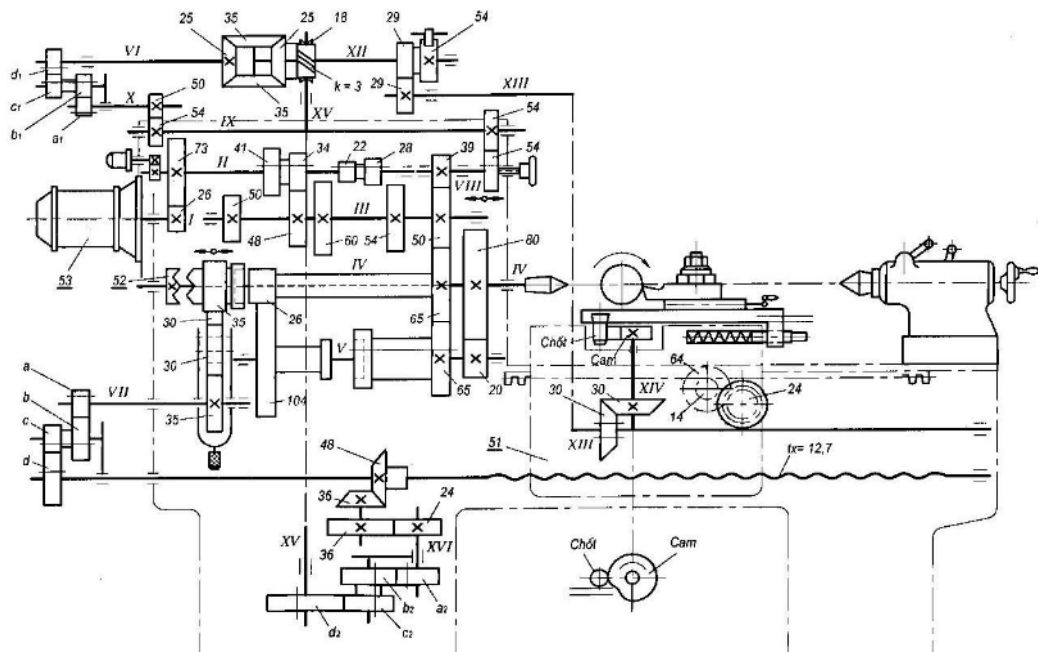 35
25 25 18 29 54
VI XII
d₁
c₁ X 50 k = 3 29 XIII
b₁ a₁ 54 IX 35 XV 54
73 II 41 34 22 28 39 54
VIII
26 I 50 III
53 48 60 54 50 80
52 IV IV
30 35 26 65
Chốt Cam
36 V 64
a VII 30 30 XIV 24
b 35 104 65 20 14
c XIII
d 48 51 tx = 12,7
36 24
XV 36 XVI
Chốt Cam
b₂ a₂
d₂ c₂